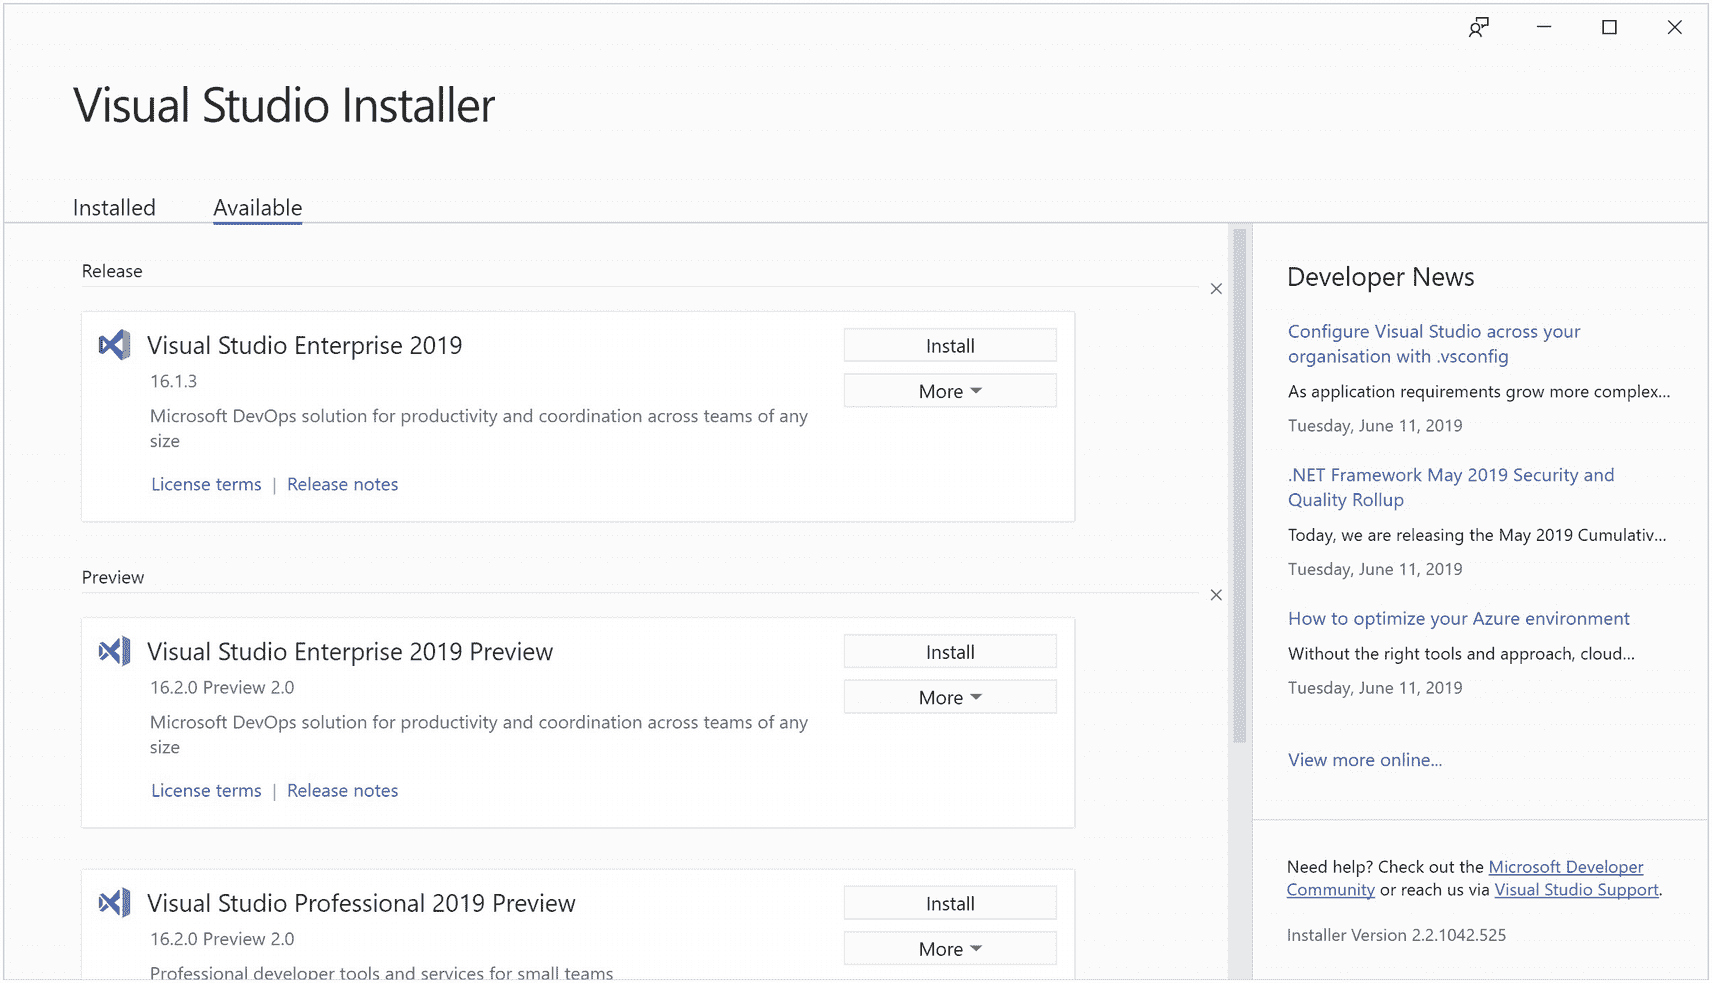 Visual Studio Installer
Installed
Available
Release
Visual Studio Enterprise 2019
16.1.3
Microsoft DevOps solution for productivity and coordination across teams of any
size
License terms | Release notes
Install
More
Preview
Visual Studio Enterprise 2019 Preview
16.2.0 Preview 2.0
Microsoft DevOps solution for productivity and coordination across teams of any
size
License terms | Release notes
Install
More
Visual Studio Professional 2019 Preview
16.2.0 Preview 2.0
Professional developer tools and services for small teams
Install
More
Developer News
Configure Visual Studio across your
organisation with .vsconfig
As application requirements grow more complex...
Tuesday, June 11, 2019
.NET Framework May 2019 Security and
Quality Rollup
Today, we are releasing the May 2019 Cumulativ...
Tuesday, June 11, 2019
How to optimize your Azure environment
Without the right tools and approach, cloud...
Tuesday, June 11, 2019
View more online...
Need help? Check out the Microsoft Developer
Community or reach us via Visual Studio Support.
Installer Version 2.2.1042.525